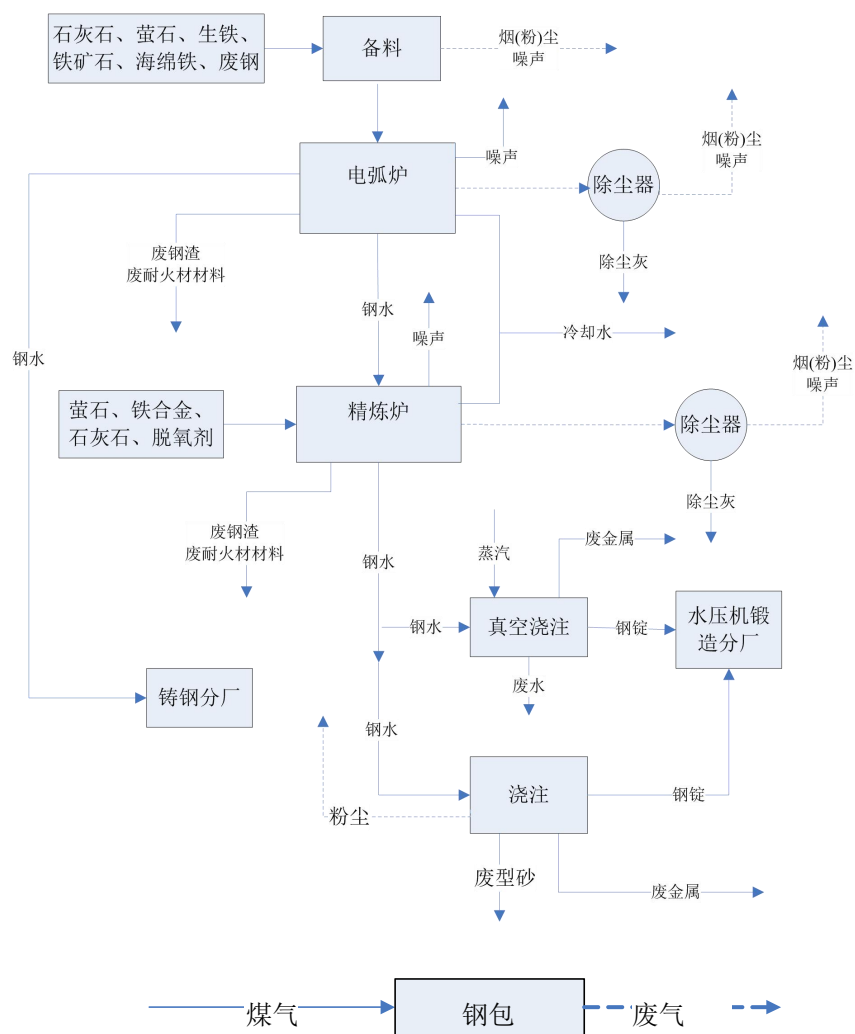 石灰石、萤石、生铁、
铁矿石、海绵铁、废钢
备料
烟(粉)尘
噪声
电弧炉
噪声
除尘器
烟(粉)尘
噪声
废钢渣
废耐火材材料
除尘灰
钢水
噪声
冷却水
钢水
萤石、铁合金、
石灰石、脱氧剂
精炼炉
除尘器
烟(粉)尘
噪声
除尘灰
废钢渣
废耐火材材料
钢水
蒸汽
废金属
钢水
真空浇注
钢锭
水压机锻
造分厂
废水
铸钢分厂
钢水
浇注
钢锭
粉尘
废型砂
废金属
煤气
钢包
废气